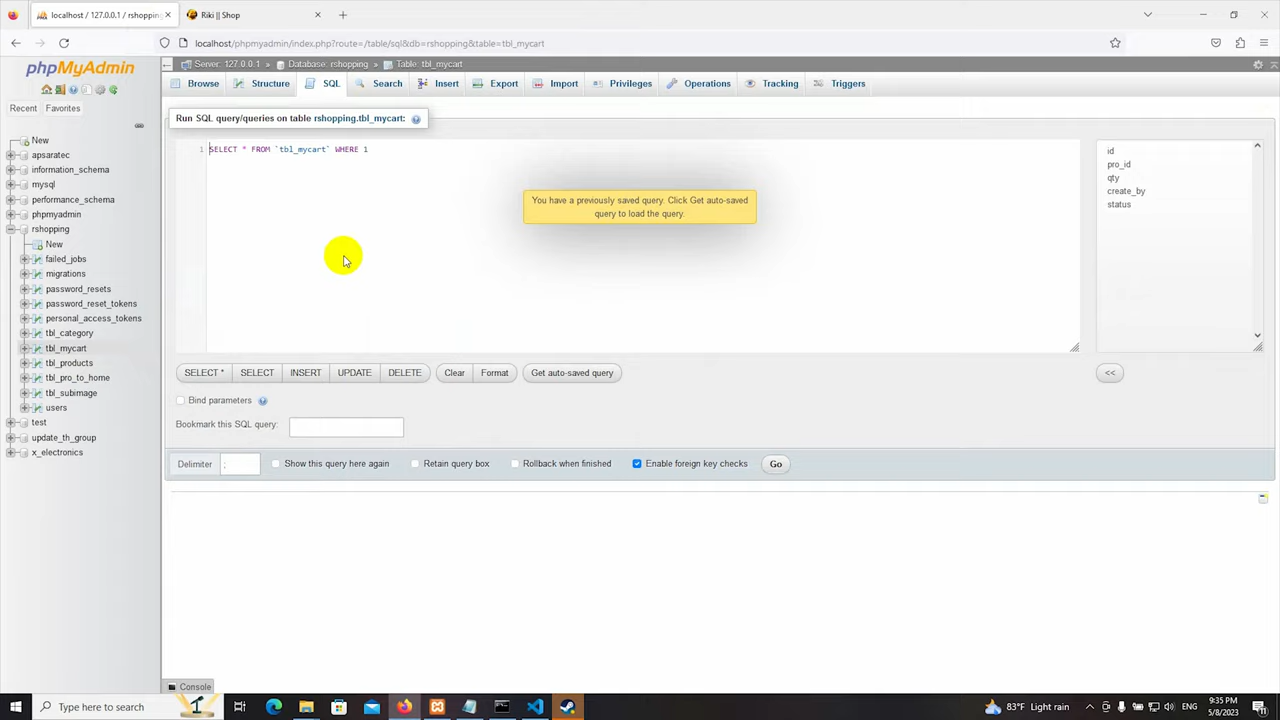 localhost / 127.0.0.1 / rshopping
Riki || Shop
localhost/phpmyadmin/index.php?route=/table/sql&db=rshopping&table=tbl_mycart
phpMyAdmin
Recent
Favorites
New
apsaratec
information_schema
mysql
performance_schema
phpmyadmin
rshopping
New
failed_jobs
migrations
password_resets
password_reset_tokens
personal_access_tokens
tbl_category
tbl_mycart
tbl_products
tbl_pro_to_home
tbl_subimage
users
test
update_th_group
x_electronics
Server: 127.0.0.1 » Database: rshopping » Table: tbl_mycart
Browse Structure SQL Search Insert Export Import Privileges Operations Tracking Triggers
Run SQL query/queries on table rshopping.tbl_mycart:
1 SELECT * FROM `tbl_mycart` WHERE 1
You have a previously saved query. Click Get auto-saved
query to load the query.
id
pro_id
qty
create_by
status
SELECT * SELECT INSERT UPDATE DELETE Clear Format Get auto-saved query <<
Bind parameters
Bookmark this SQL query:
Delimiter ; Show this query here again Retain query box Rollback when finished Enable foreign key checks Go
Console
Type here to search
83°F Light rain
9:35 PM
5/8/2023